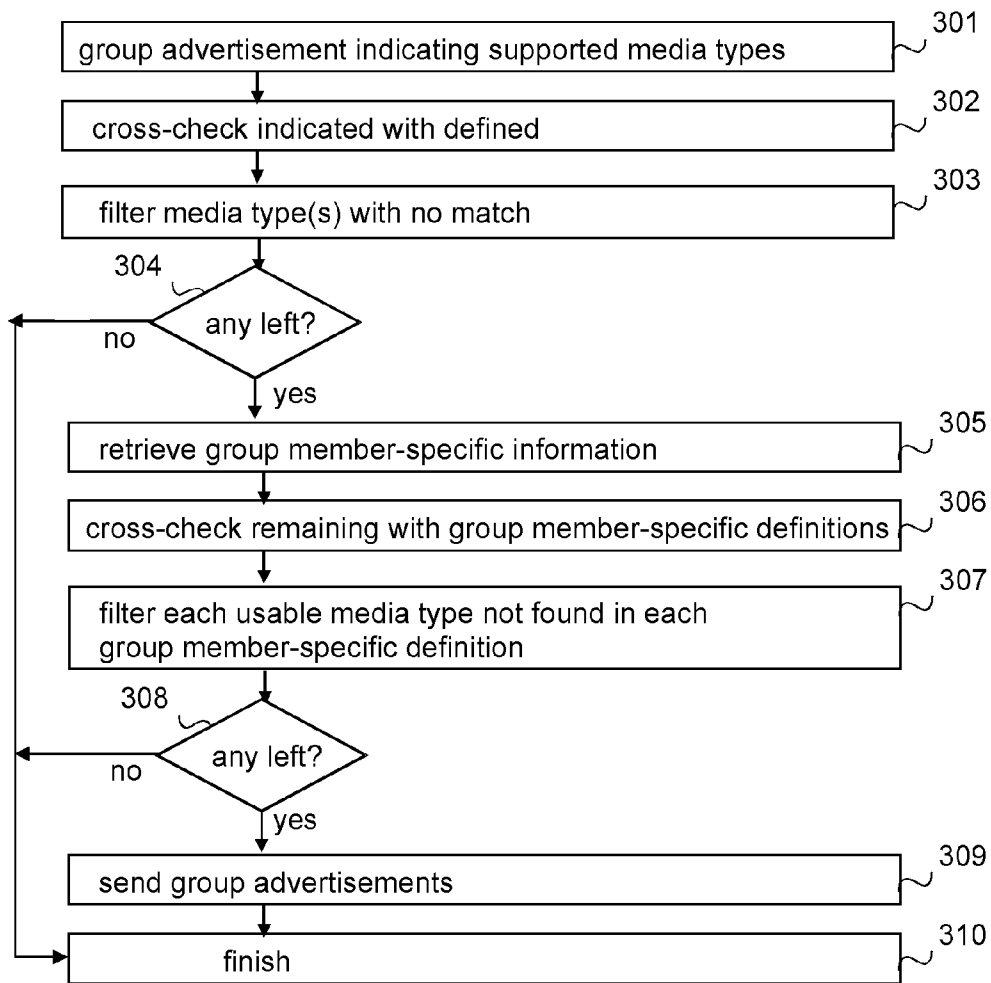 301
group advertisement indicating supported media types
302
cross-check indicated with defined
303
filter media type(s) with no match
304
any left?
no
yes
305
retrieve group member-specific information
306
cross-check remaining with group member-specific definitions
307
filter each usable media type not found in each
group member-specific definition
308
any left?
no
yes
309
send group advertisements
310
finish